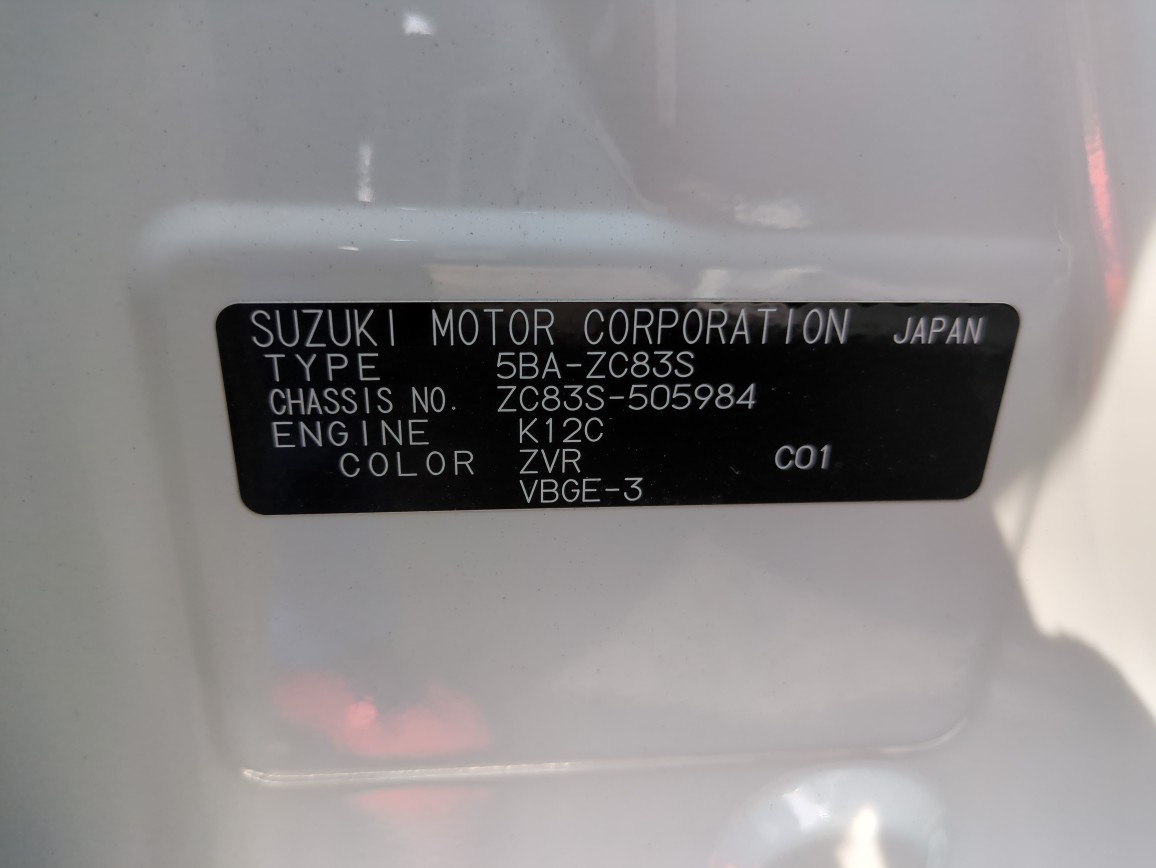 SUZUKI MOTOR CORPORATION JAPAN
TYPE 5BA-ZC83S
CHASSIS NO. ZC83S-505984
ENGINE K12C
COLOR ZVR C01
VBGE-3